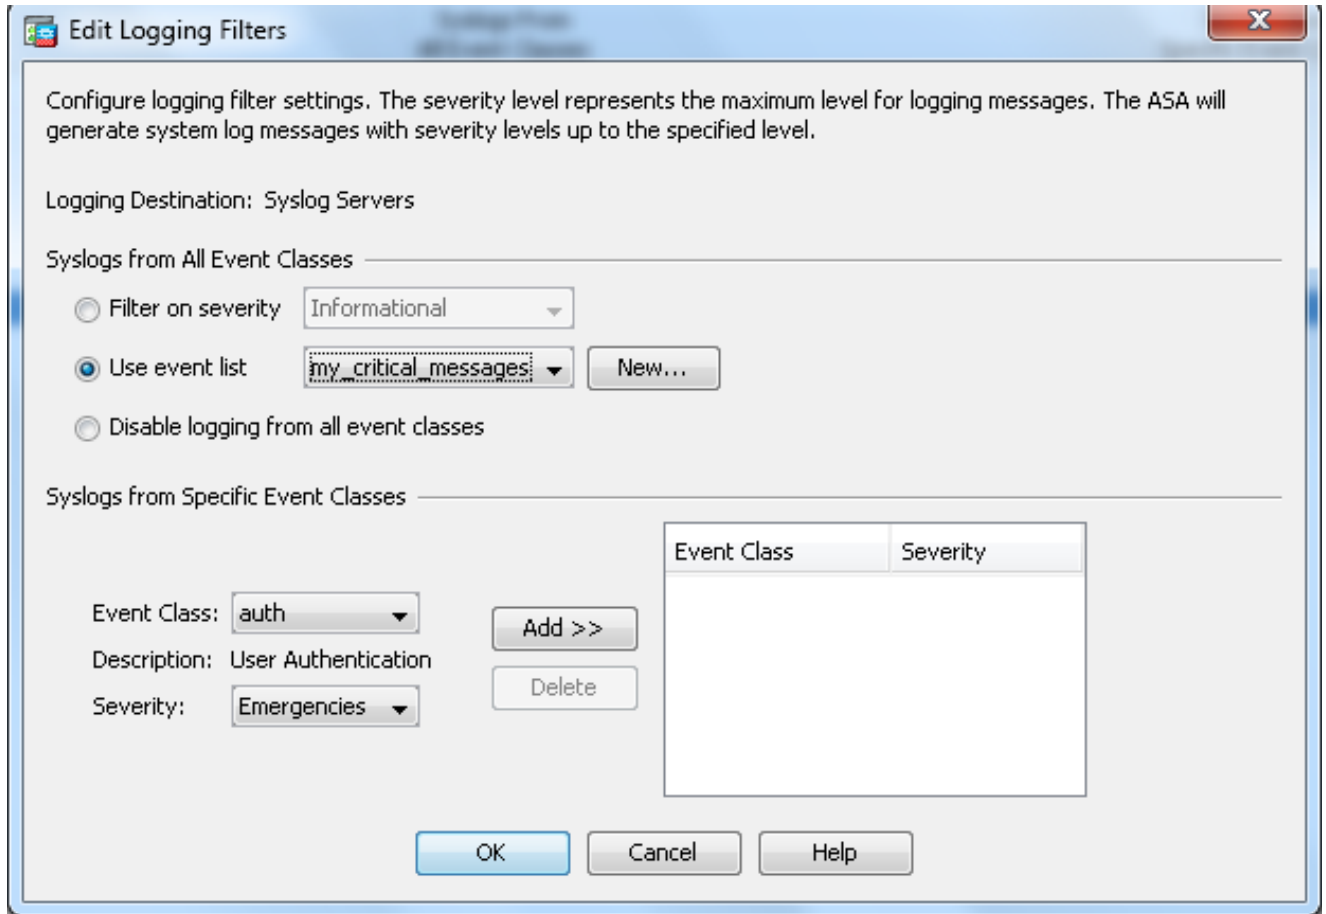 Edit Logging Filters
Configure logging filter settings. The severity level represents the maximum level for logging messages. The ASA will
generate system log messages with severity levels up to the specified level.
Logging Destination: Syslog Servers
Syslogs from All Event Classes
Filter on severity Informational
Use event list my_critical_messages New...
Disable logging from all event classes
Syslogs from Specific Event Classes
Event Class Severity
Event Class: auth
Add >>
Description: User Authentication
Delete
Severity: Emergencies
OK Cancel Help